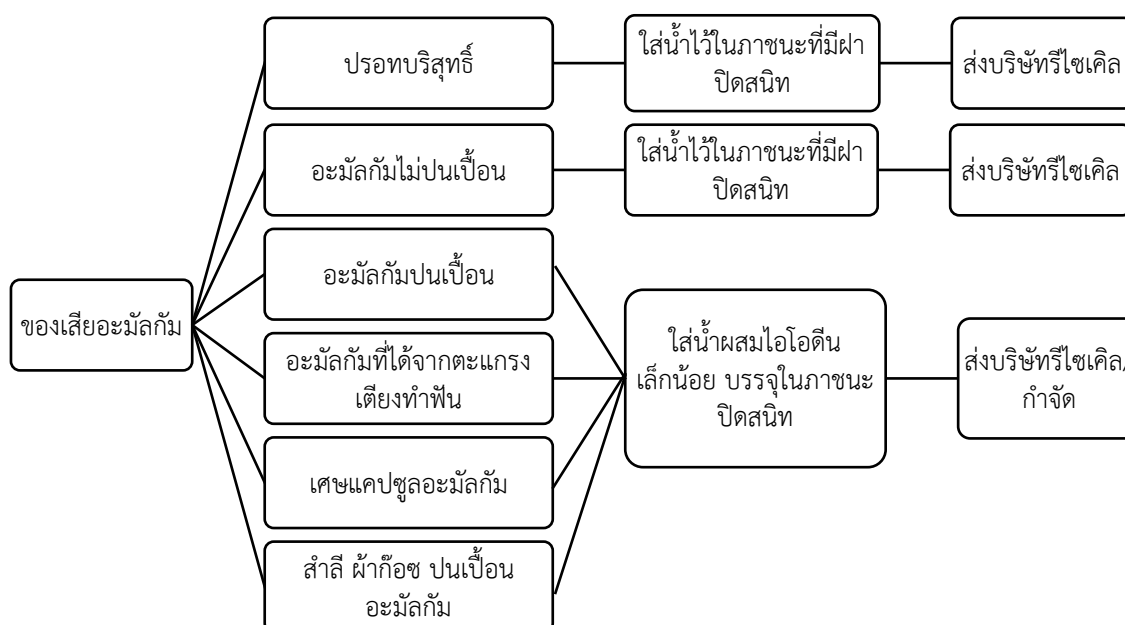 ปรอทบริสุทธิ์
ใส่น้ำไว้ในภาชนะที่มีฝา
ปิดสนิท
ส่งบริษัทรีไซเคิล
อะมัลกัมไม่ปนเปื้อน
ใส่น้ำไว้ในภาชนะที่มีฝา
ปิดสนิท
ส่งบริษัทรีไซเคิล
ของเสียอะมัลกัม
อะมัลกัมปนเปื้อน
อะมัลกัมที่ได้จากตะแกรง
เตียงทำฟัน
เศษแคปซูลอะมัลกัม
สำลี ผ้าก๊อซ ปนเปื้อน
อะมัลกัม
ใส่น้ำผสมไอโอดีน
เล็กน้อย บรรจุในภาชนะ
ปิดสนิท
ส่งบริษัทรีไซเคิล/
กำจัด